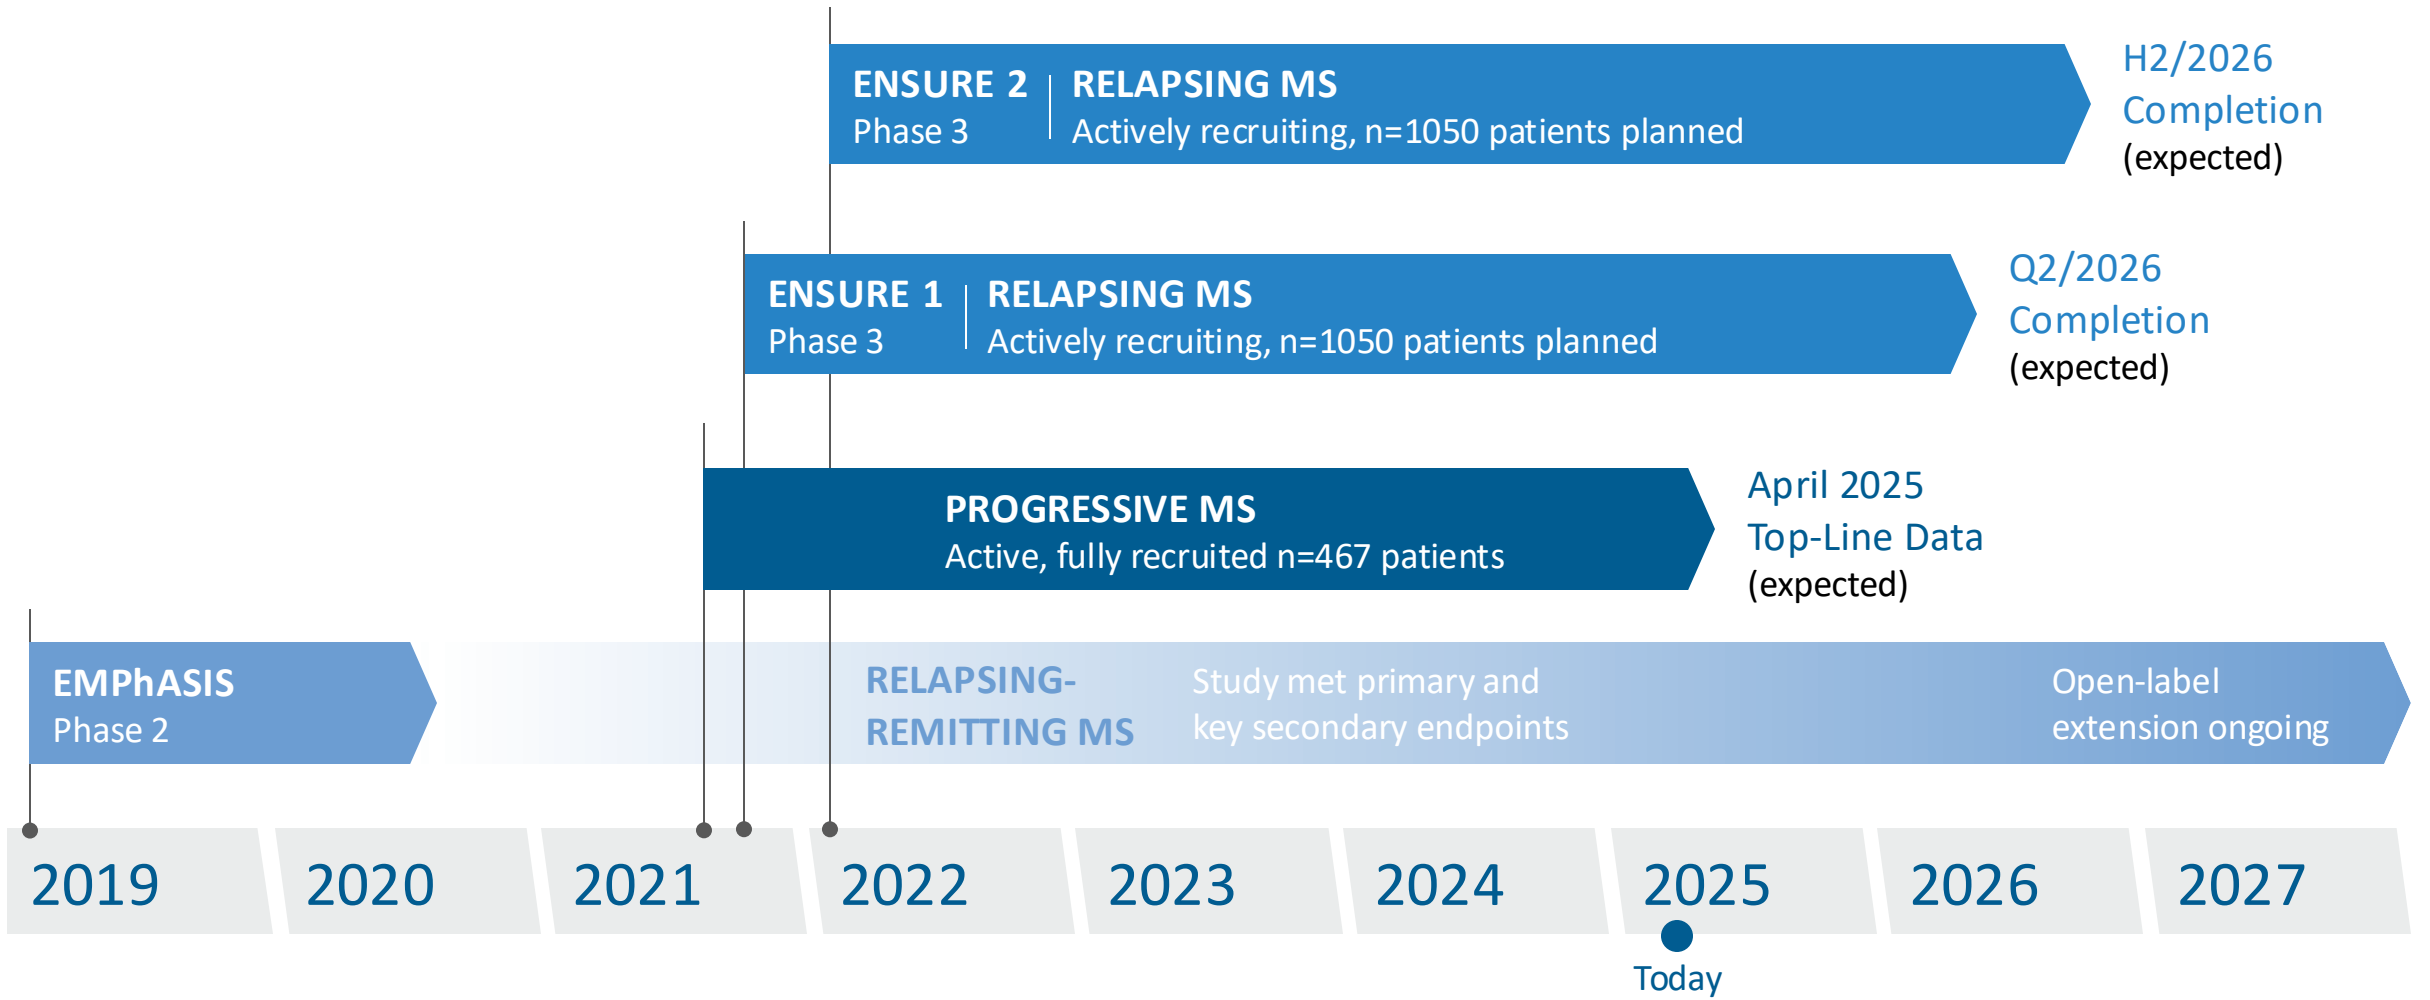 ENSURE 2
Phase 3
RELAPSING MS
Actively recruiting, n=1050 patients planned
H2/2026
Completion
(expected)
ENSURE 1
Phase 3
RELAPSING MS
Actively recruiting, n=1050 patients planned
Q2/2026
Completion
(expected)
PROGRESSIVE MS
Active, fully recruited n=467 patients
April 2025
Top-Line Data
(expected)
EMPhASIS
Phase 2
RELAPSING-
REMITTING MS
Study met primary and
key secondary endpoints
Open-label
extension ongoing
2019 2020 2021 2022 2023 2024 2025 2026 2027
Today